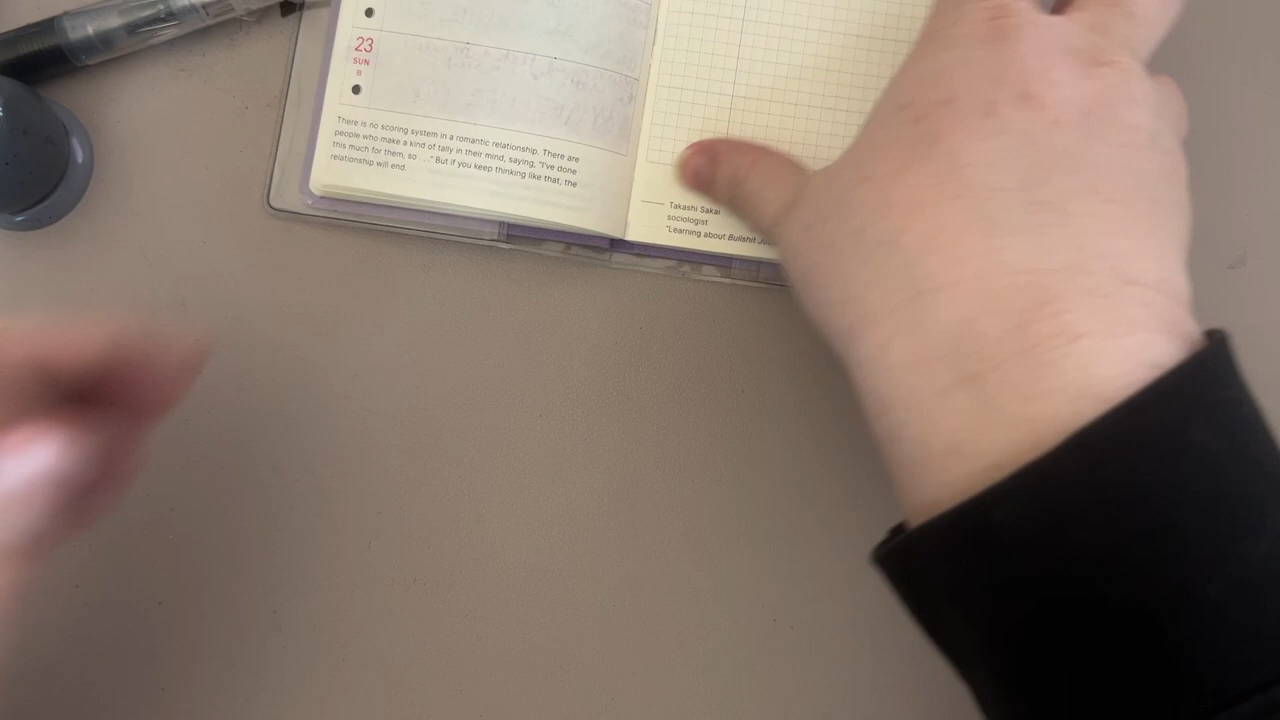 23
SUN
There is no scoring system in a romantic relationship. There are
people who make a kind of tally in their mind, saying, "I've done
this much for them, so . . ." But if you keep thinking like that, the
relationship will end.
Takashi Sakai
sociologist
"Learning about Bullshit